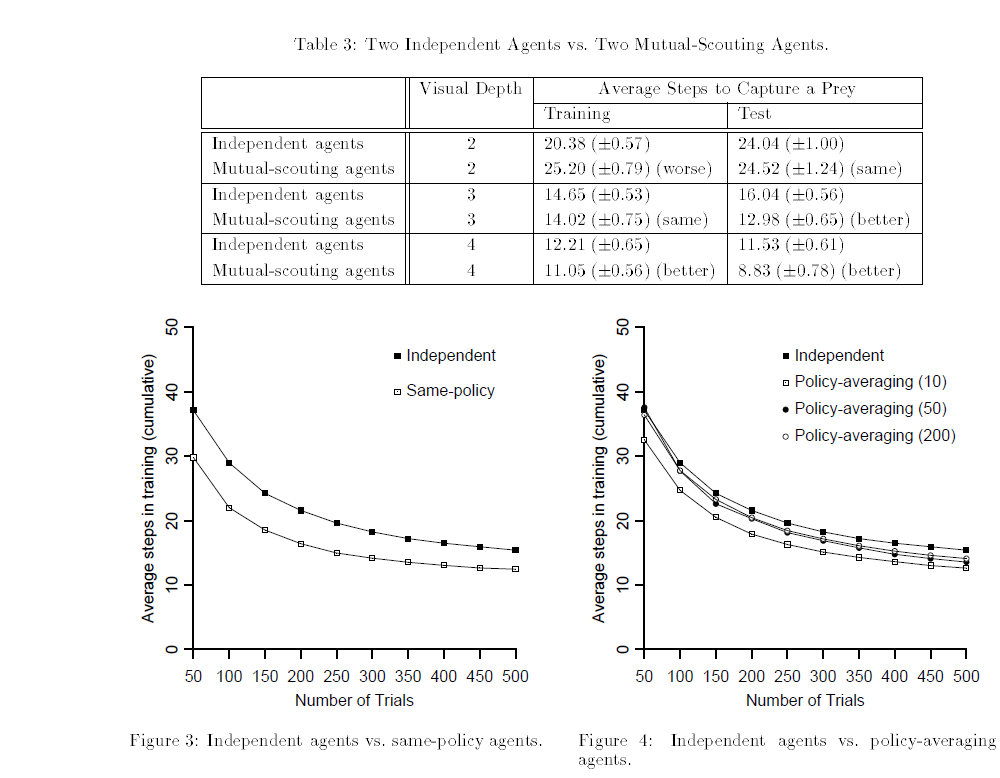 Table 3: Two Independent Agents vs. Two Mutual-Scouting Agents.
Visual Depth Average Steps to Capture a Prey
Training Test
Independent agents 2 20.38 (±0.57) 24.04 (±1.00)
Mutual-scouting agents 2 25.20 (±0.79) (worse) 24.52 (±1.24) (same)
Independent agents 3 14.65 (±0.53) 16.04 (±0.56)
Mutual-scouting agents 3 14.02 (±0.75) (same) 12.98 (±0.65) (better)
Independent agents 4 12.21 (±0.65) 11.53 (±0.61)
Mutual-scouting agents 4 11.05 (±0.56) (better) 8.83 (±0.78) (better)
Average steps in training (cumulative)
50
40
30
20
10
0
Independent
Same-policy
50 100 150 200 250 300 350 400 450 500
Number of Trials
Figure 3: Independent agents vs. same-policy agents.
Average steps in training (cumulative)
50
40
30
20
10
0
Independent
Policy-averaging (10)
Policy-averaging (50)
Policy-averaging (200)
50 100 150 200 250 300 350 400 450 500
Number of Trials
Figure 4: Independent agents vs. policy-averaging
agents.